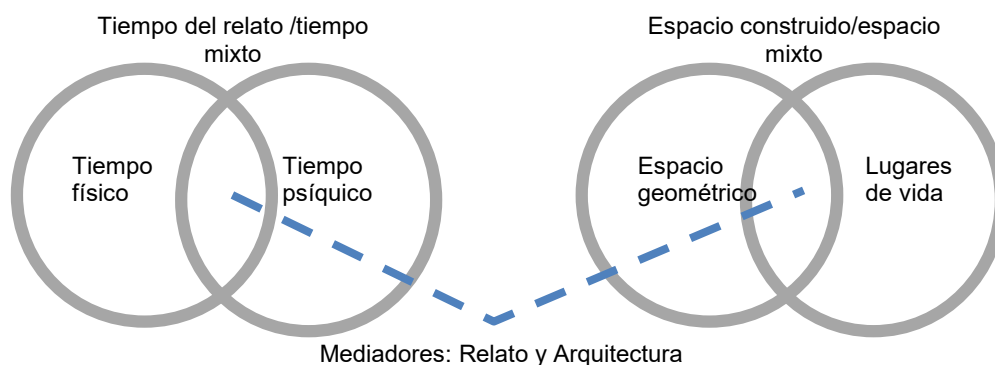 Tiempo del relato /tiempo
mixto
Espacio construido/espacio
mixto
Tiempo
físico
Tiempo
psíquico
Espacio
geométrico
Lugares
de vida
Mediadores: Relato y Arquitectura